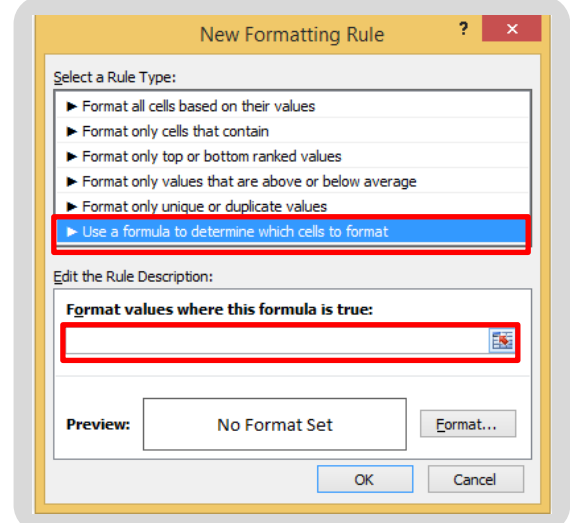 New Formatting Rule ? ×
Select a Rule Type:
► Format all cells based on their values
► Format only cells that contain
► Format only top or bottom ranked values
► Format only values that are above or below average
► Format only unique or duplicate values
► Use a formula to determine which cells to format
Edit the Rule Description:
Format values where this formula is true:
Preview: No Format Set Format...
OK Cancel